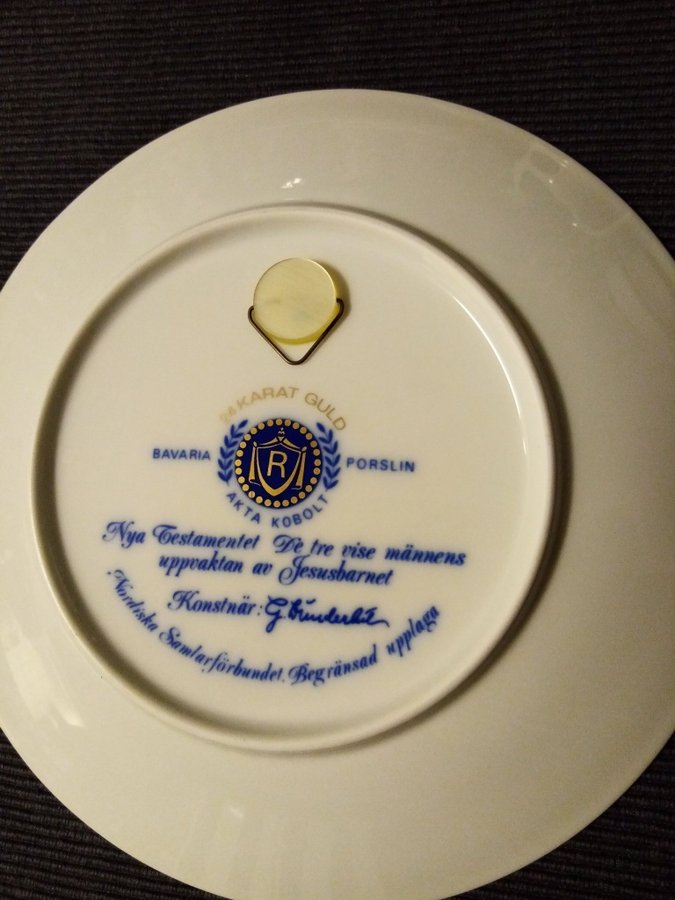 24 KARAT GULD
BAVARIA
R
PORSLIN
ÄKTA KOBOLT
Nya Testamentet De tre vise männens
uppvaktan av Jesusbarnet
Konstnär:
Nordiska Samlarförbundet. Begränsad upplaga